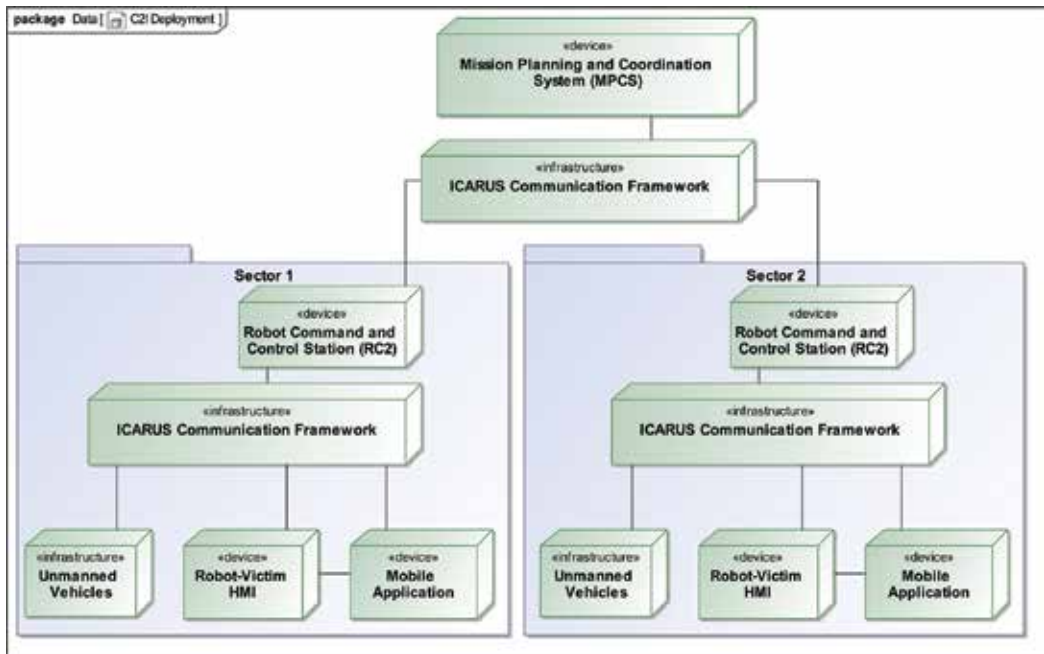 package Data [ C2I Deployment ]
«device»
Mission Planning and Coordination
System (MPCS)
«infrastructure»
ICARUS Communication Framework
Sector 1
«device»
Robot Command and
Control Station (RC2)
«infrastructure»
ICARUS Communication Framework
«infrastructure»
Unmanned
Vehicles
«device»
Robot-Victim
HMI
«device»
Mobile
Application
Sector 2
«device»
Robot Command and
Control Station (RC2)
«infrastructure»
ICARUS Communication Framework
«infrastructure»
Unmanned
Vehicles
«device»
Robot-Victim
HMI
«device»
Mobile
Application